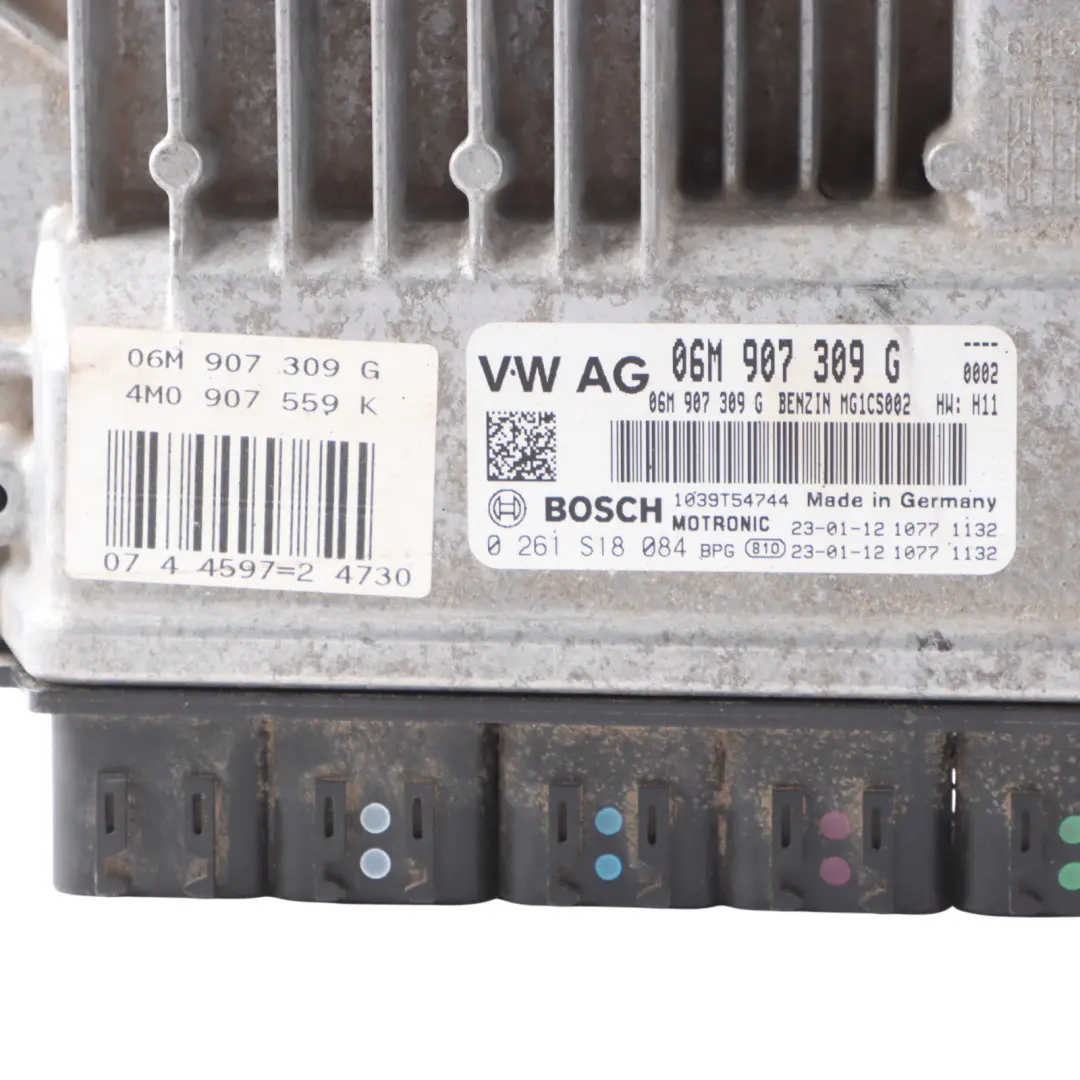 06M 907 309 G
4M0 907 559 K
07 4 4597=2 4730
V·W AG 06M 907 309 G ----
0002
06M 907 309 G BENZIN MG1CS002 HW: H11
BOSCH 1039T54744 Made in Germany
MOTRONIC 23-01-12 1077 1132
0 261 S18 084 BPG 810 23-01-12 1077 1132